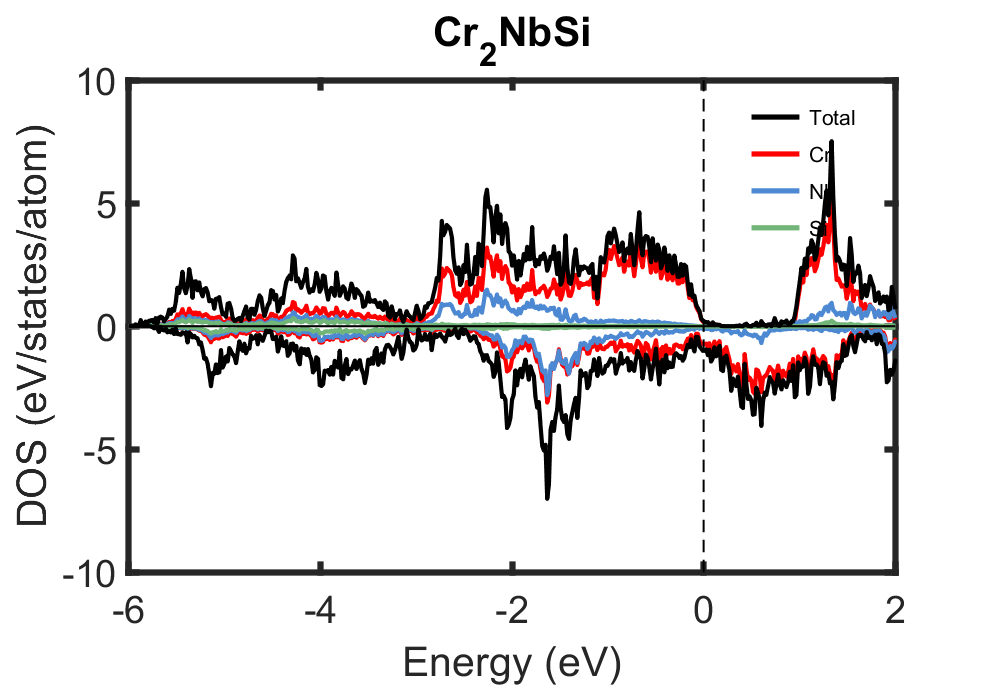 Cr2NbSi
10
5
0
-5
-10
-6
-4
-2
0
2
DOS (eV/states/atom)
Energy (eV)
Total
Cr